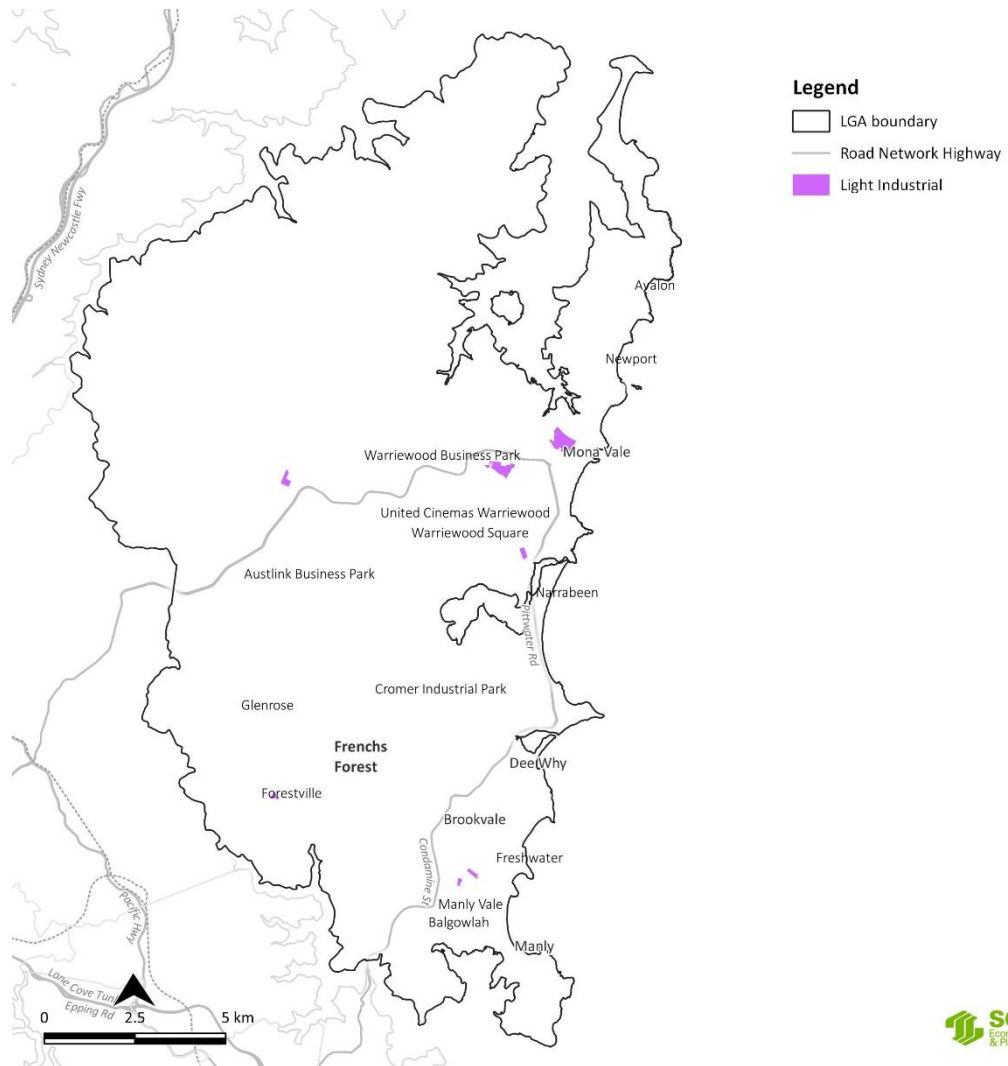 Legend
LGA boundary
Road Network Highway
Light Industrial
Sydney Newcastle Fwy
Avalon
Newport
Mona Vale
Warriewood Business Park
United Cinemas Warriewood
Warriewood Square
Austlink Business Park
Narrabeen
Pittwater Rd
Cromer Industrial Park
Glenrose
Frenchs
Forest
Dee Why
Forestville
Brookvale
Condamine St
Freshwater
Manly Vale
Balgowlah
Manly
Pacific Hwy
Lane Cove Tun
Epping Rd
0 2.5 5 km